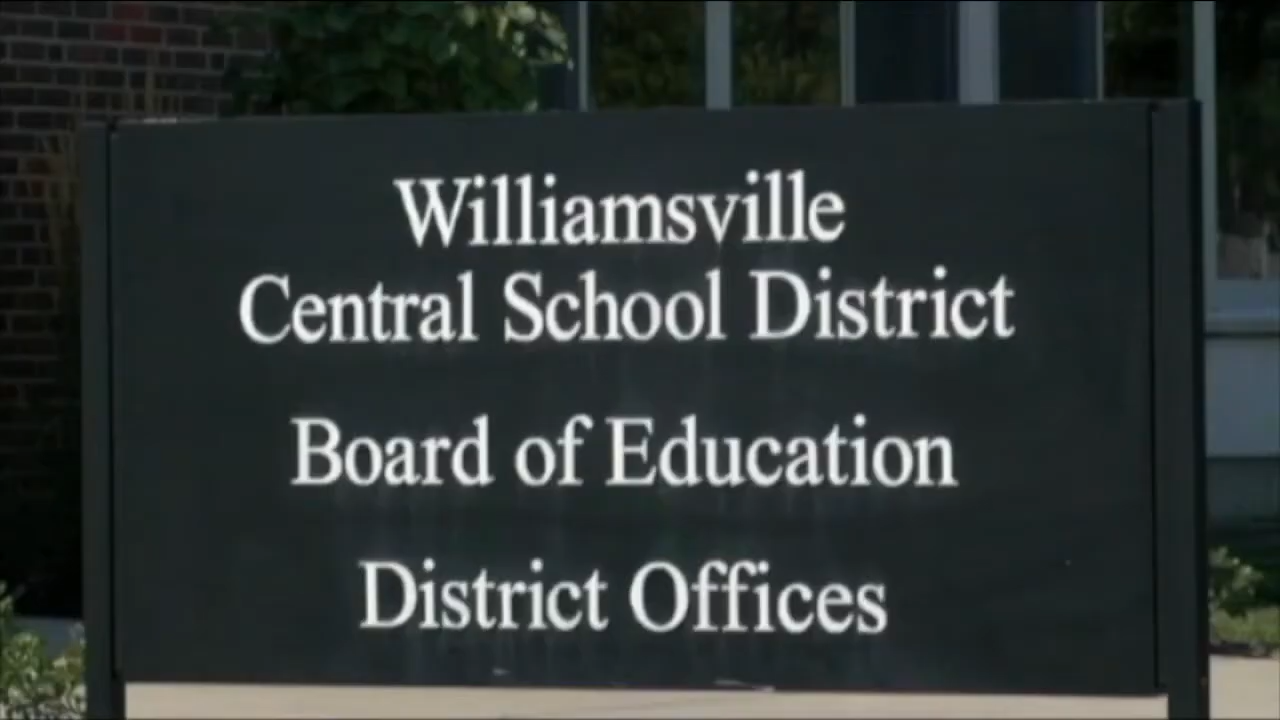 Williamsville
Central School District
Board of Education
District Offices